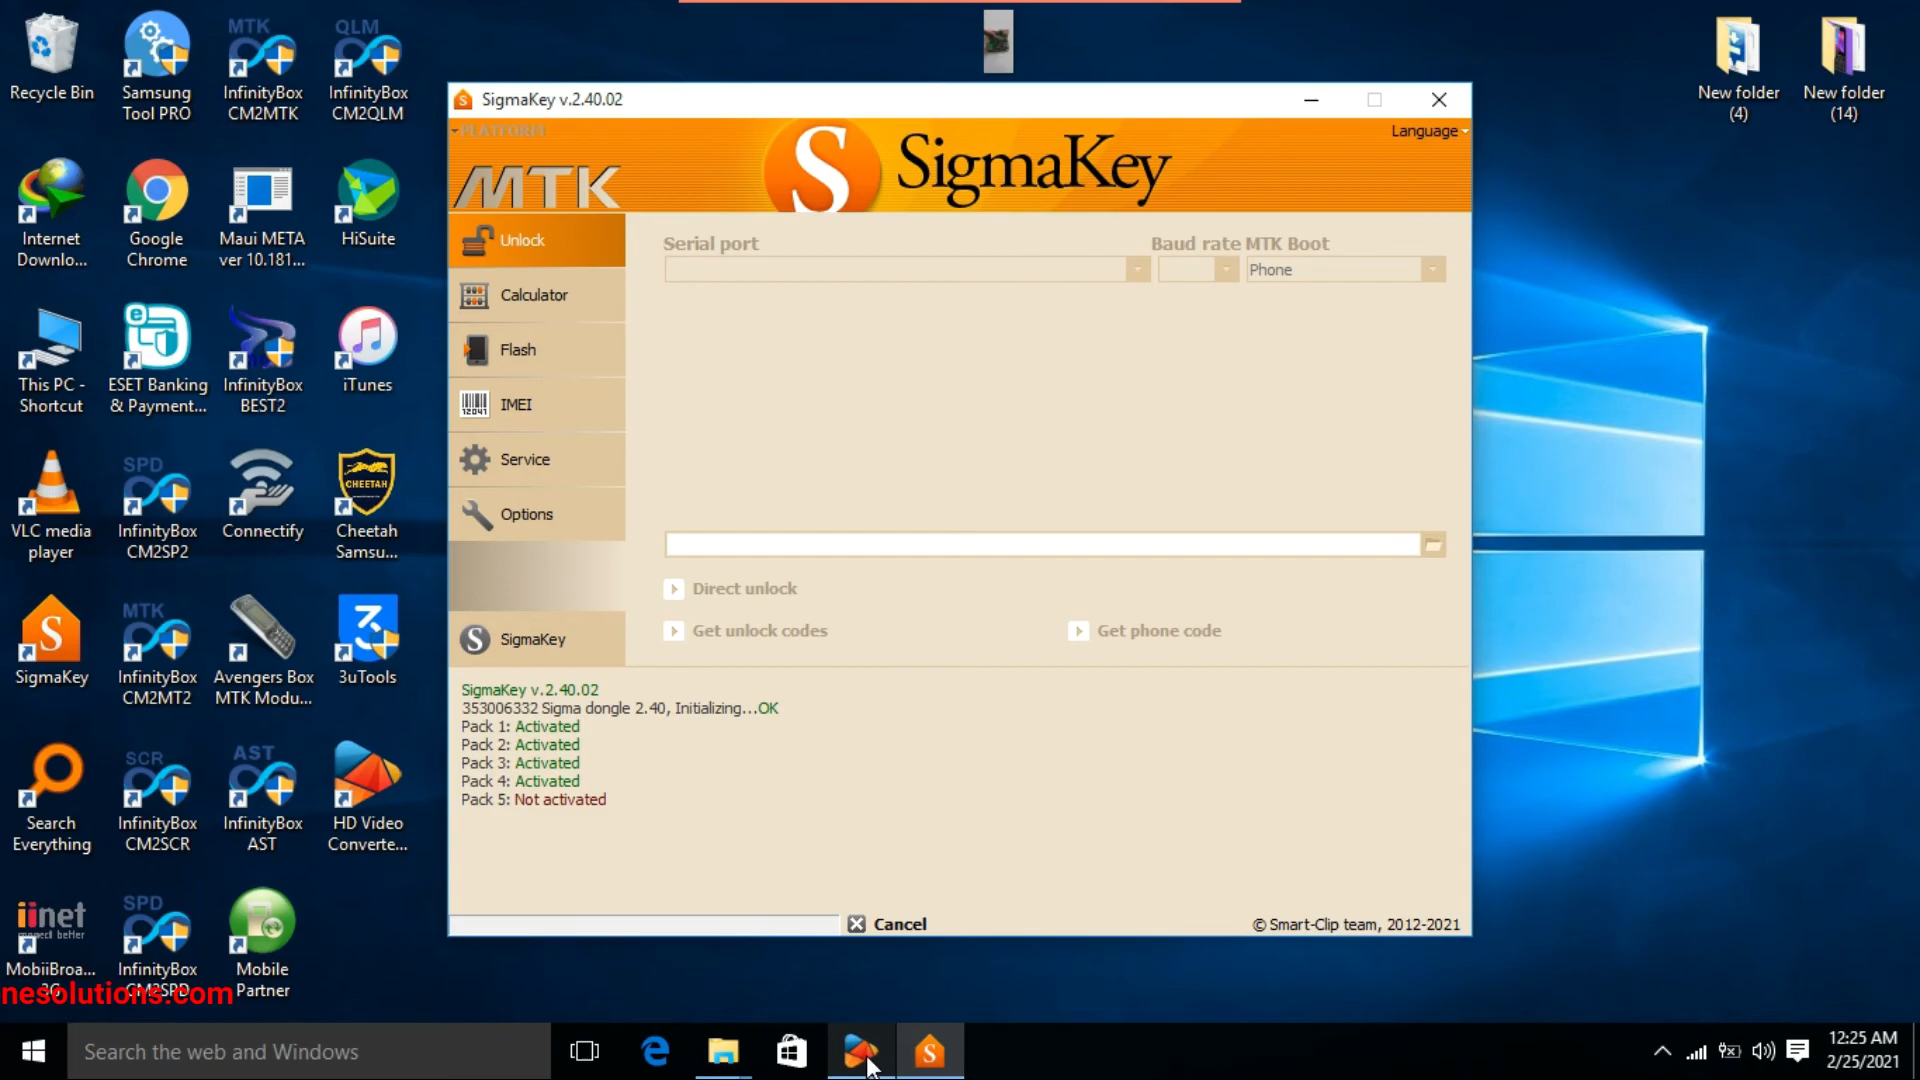 Recycle Bin
Samsung
Tool PRO
MTK
InfinityBox
CM2MTK
QLM
InfinityBox
CM2QLM
Internet
Downlo...
Google
Chrome
Maui META
ver 10.181...
HiSuite
This PC -
Shortcut
ESET Banking
& Payment...
InfinityBox
BEST2
iTunes
VLC media
player
SPD
InfinityBox
CM2SP2
Connectify
CHEETAH
Cheetah
Samsu...
S
SigmaKey
MTK
InfinityBox
CM2MT2
Avengers Box
MTK Modu...
3uTools
Search
Everything
SCR
InfinityBox
CM2SCR
AST
InfinityBox
AST
HD Video
Converte...
iinet
connect better
MobiiBroa...
3G
SPD
InfinityBox
CM2SPD
Mobile
Partner
nesolutions.com
New folder
(4)
New folder
(14)
SigmaKey v.2.40.02
PLATFORM
MTK
S SigmaKey
Language
Unlock
Calculator
Flash
12041
IMEI
Service
Options
S SigmaKey
Serial port
Baud rate
MTK Boot
Phone
Direct unlock
Get unlock codes
Get phone code
SigmaKey v.2.40.02
353006332 Sigma dongle 2.40, Initializing...OK
Pack 1: Activated
Pack 2: Activated
Pack 3: Activated
Pack 4: Activated
Pack 5: Not activated
Cancel
© Smart-Clip team, 2012-2021
Search the web and Windows
S
12:25 AM
2/25/2021